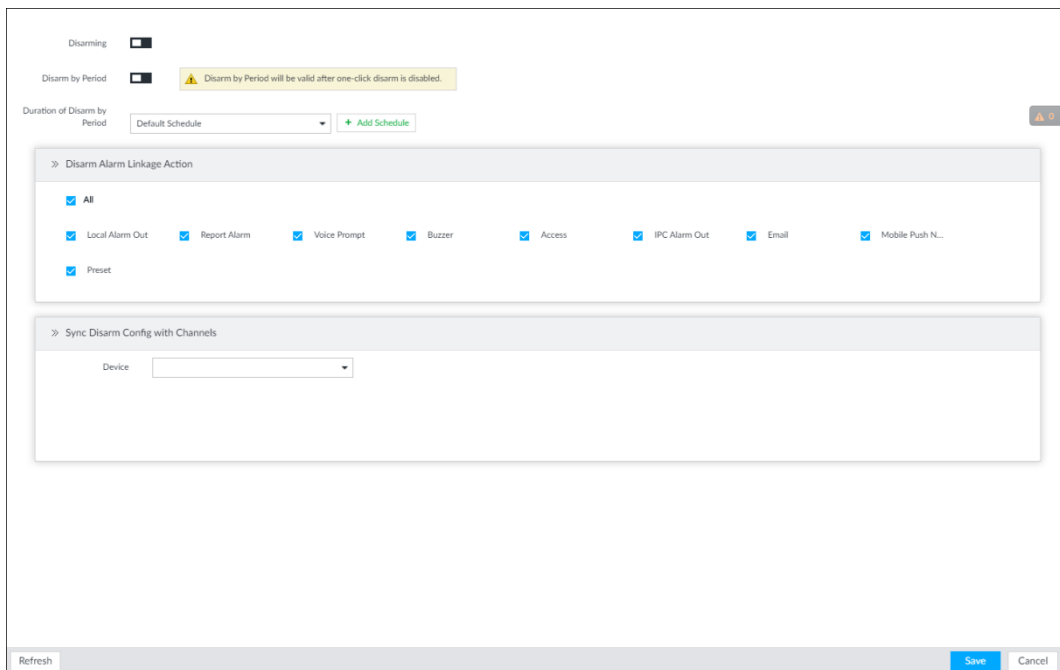 Disarming
Disarm by Period
Disarm by Period will be valid after one-click disarm is disabled.
Duration of Disarm by
Period
Default Schedule
+ Add Schedule
0
Disarm Alarm Linkage Action
All
Local Alarm Out
Report Alarm
Voice Prompt
Buzzer
Access
IPC Alarm Out
Email
Mobile Push N...
Preset
Sync Disarm Config with Channels
Device
Refresh
Save
Cancel